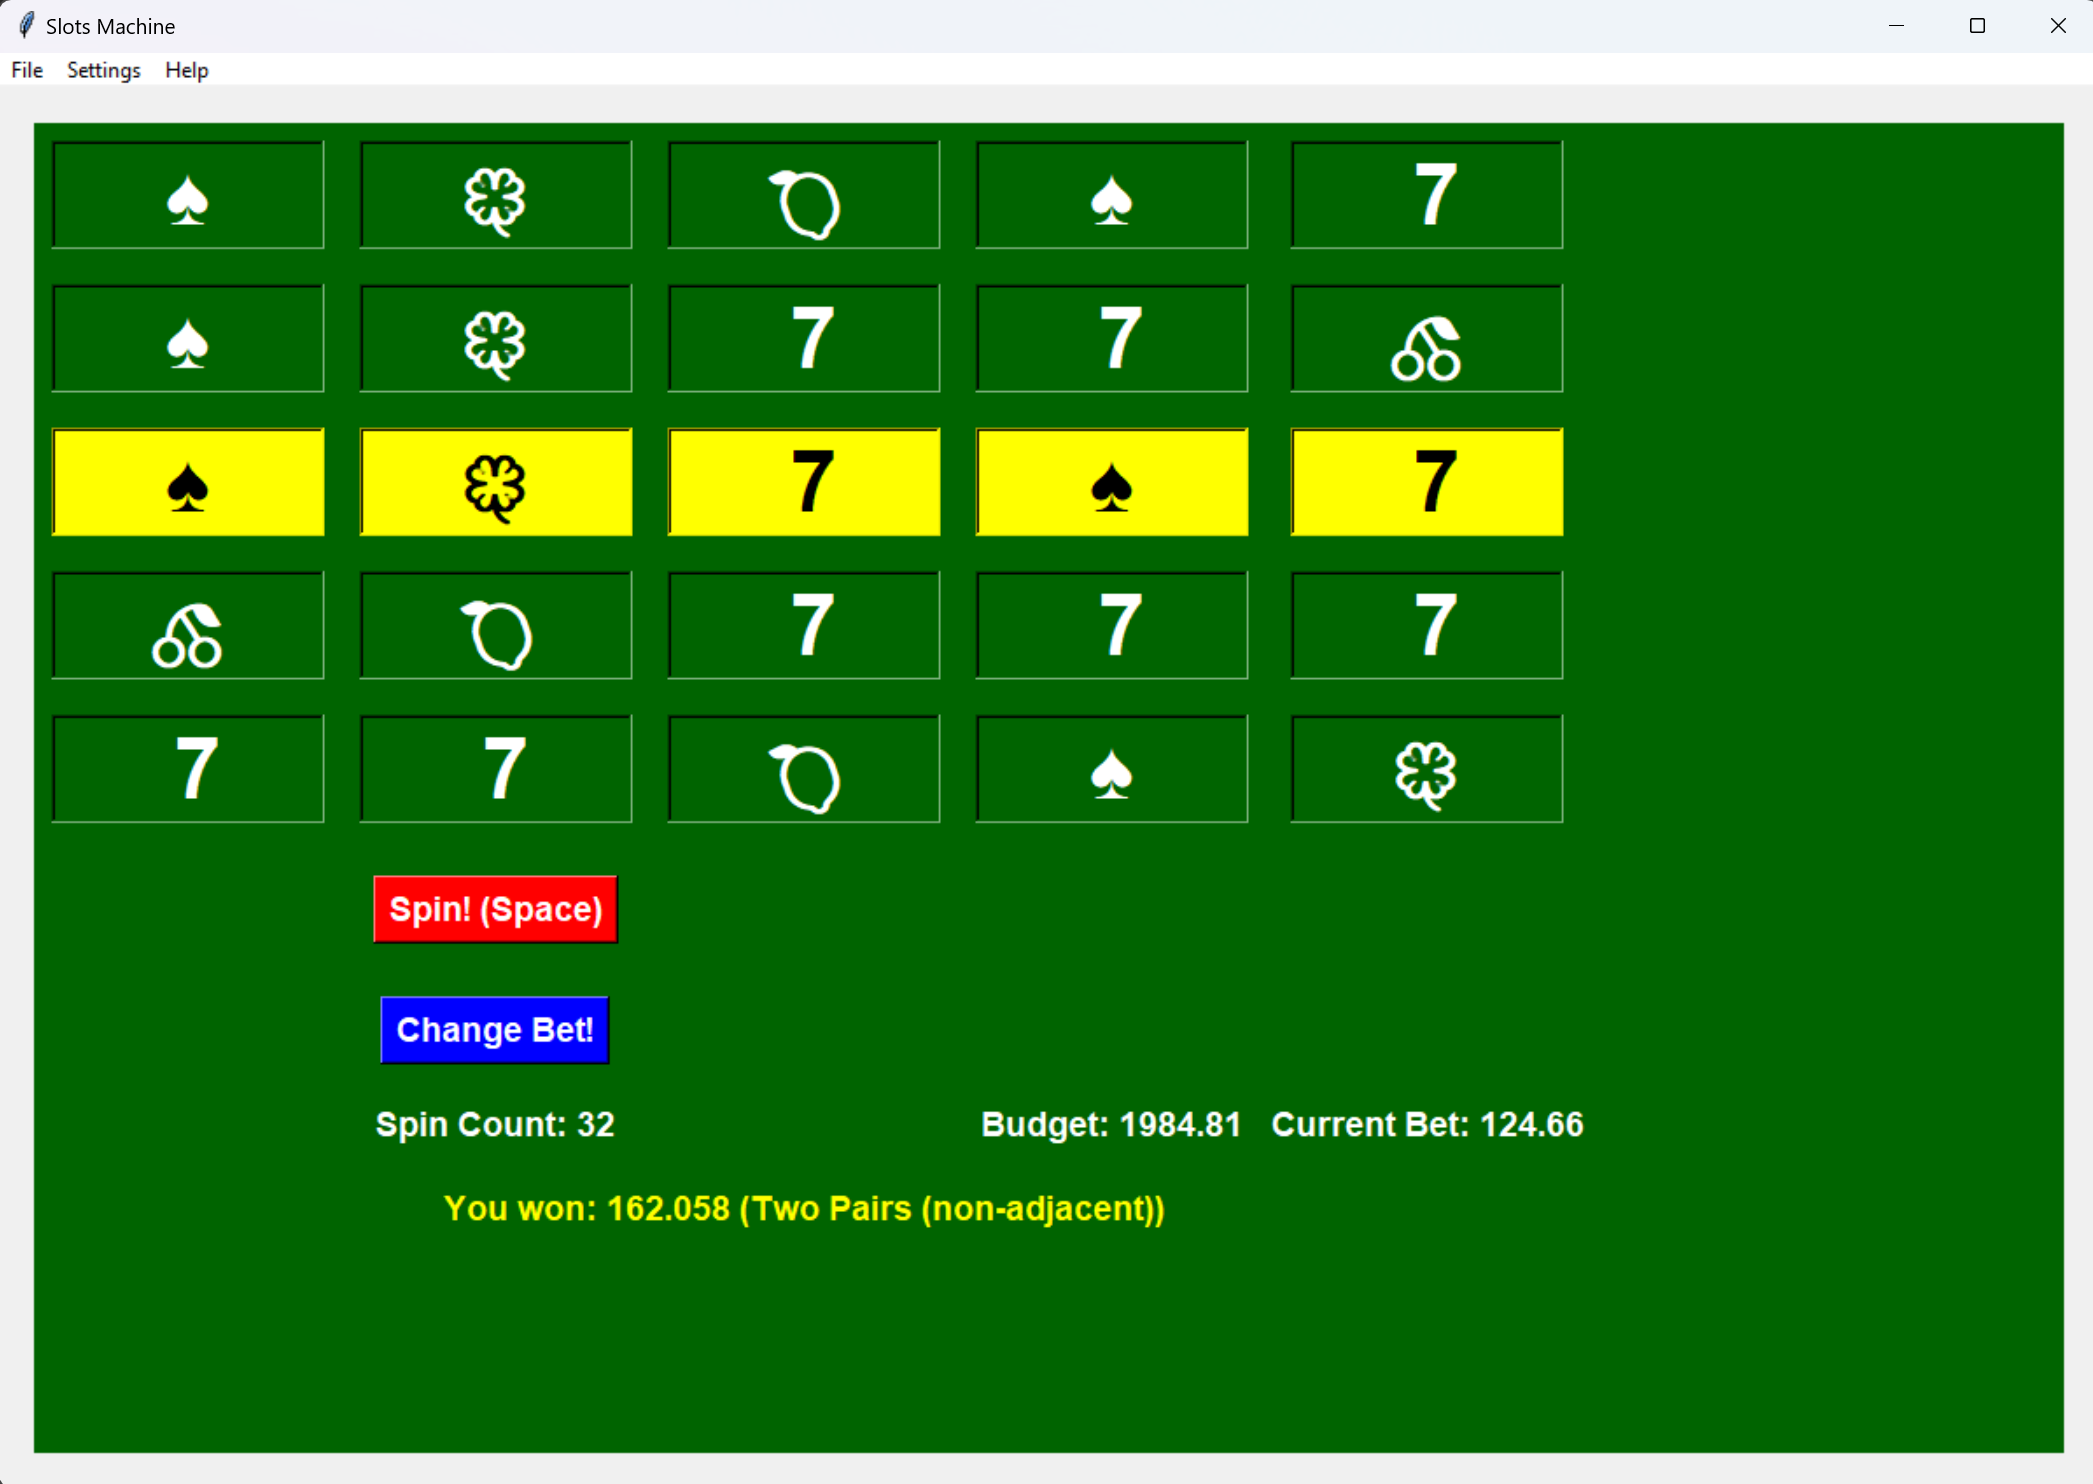 Slots Machine
File Settings Help
♠ 🍀 🍋 ♠ 7
♠ 🍀 7 7 🍒
♠ 🍀 7 ♠ 7
🍒 🍋 7 7 7
7 7 🍋 ♠ 🍀
Spin! (Space)
Change Bet!
Spin Count: 32 Budget: 1984.81 Current Bet: 124.66
You won: 162.058 (Two Pairs (non-adjacent))